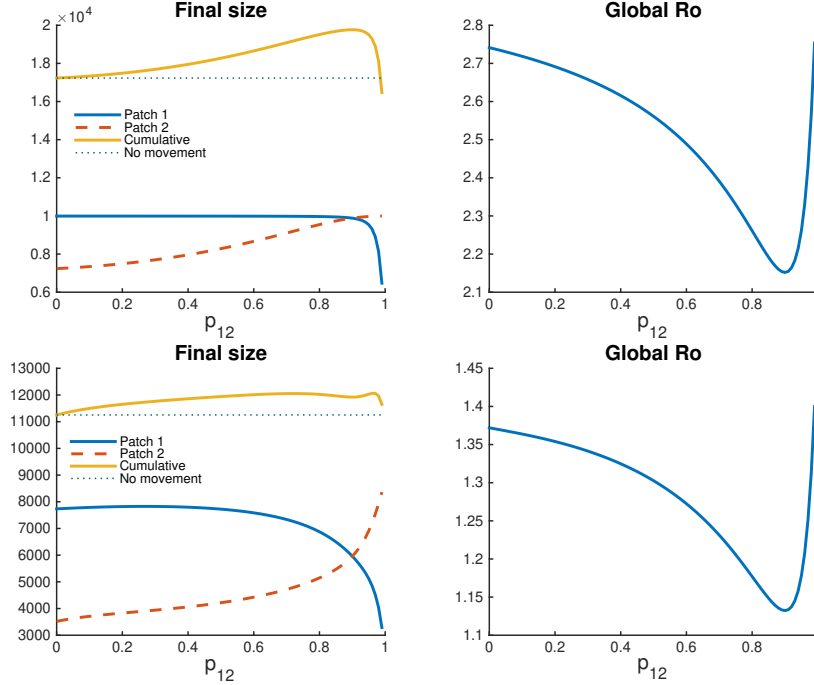 Final size
×10⁴
2
1.8
1.6
1.4
1.2
1
0.8
0.6
Patch 1
Patch 2
Cumulative
No movement
0 0.2 0.4 0.6 0.8 1
p₁₂
Global Ro
2.8
2.7
2.6
2.5
2.4
2.3
2.2
2.1
0 0.2 0.4 0.6 0.8
p₁₂
Final size
13000
12000
11000
10000
9000
8000
7000
6000
5000
4000
3000
Patch 1
Patch 2
Cumulative
No movement
0 0.2 0.4 0.6 0.8 1
p₁₂
Global Ro
1.45
1.4
1.35
1.3
1.25
1.2
1.15
1.1
0 0.2 0.4 0.6 0.8
p₁₂